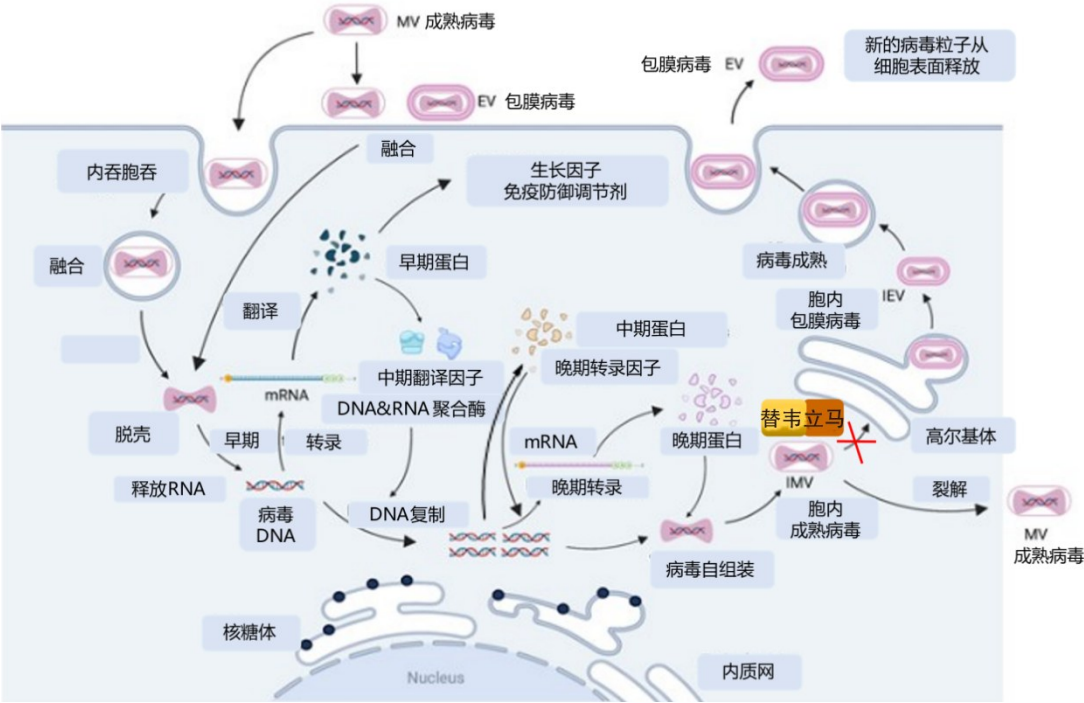 MV 成熟病毒
EV 包膜病毒
包膜病毒 EV
新的病毒粒子从
细胞表面释放
内吞胞吞
融合
生长因子
免疫防御调节剂
融合
早期蛋白
病毒成熟
IEV
胞内
包膜病毒
翻译
中期蛋白
晚期转录因子
mRNA
中期翻译因子
DNA&RNA 聚合酶
替韦立马
脱壳
早期
转录
mRNA
晚期蛋白
高尔基体
IMV
释放RNA
晚期转录
裂解
病毒
DNA
DNA复制
胞内
成熟病毒
MV
成熟病毒
病毒自组装
核糖体
Nucleus
内质网